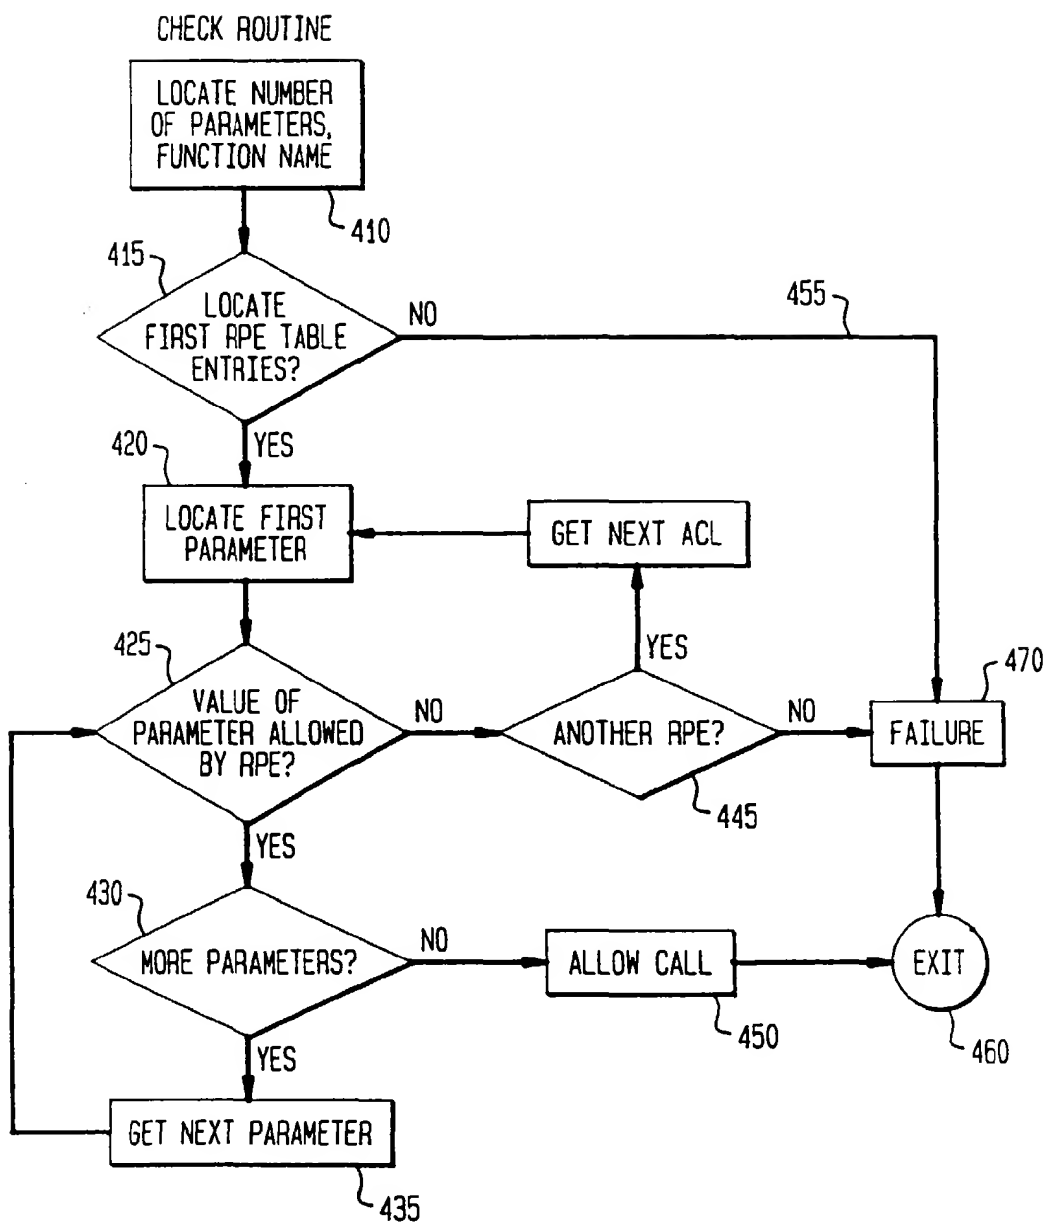 CHECK ROUTINE
LOCATE NUMBER
OF PARAMETERS,
FUNCTION NAME
410
415
LOCATE
FIRST RPE TABLE
ENTRIES?
NO
455
YES
420
LOCATE FIRST
PARAMETER
GET NEXT ACL
YES
425
VALUE OF
PARAMETER ALLOWED
BY RPE?
NO
ANOTHER RPE?
445
NO
470
FAILURE
YES
430
MORE PARAMETERS?
NO
ALLOW CALL
450
EXIT
460
YES
GET NEXT PARAMETER
435